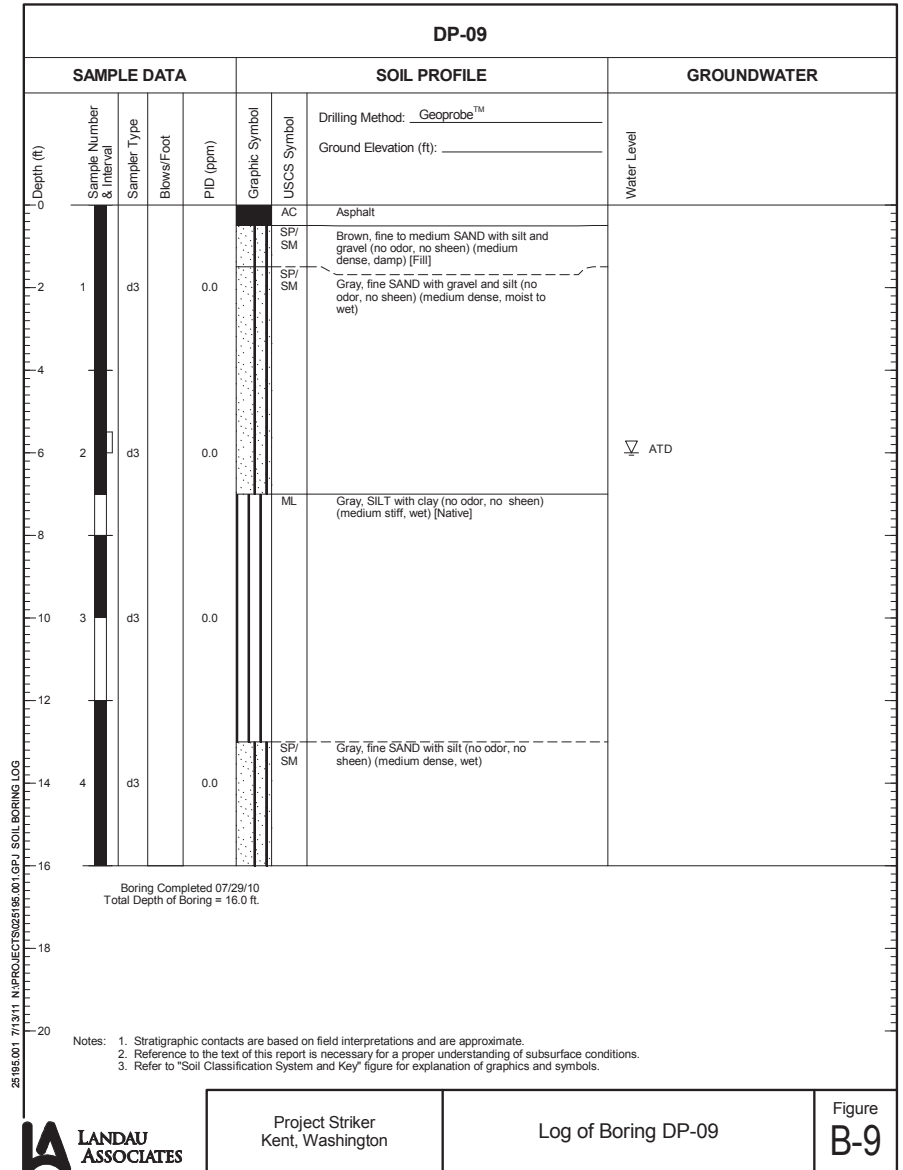 DP-09
SAMPLE DATA
SOIL PROFILE
GROUNDWATER
Depth (ft)
Sample Number
& Interval
Sampler Type
Blows/Foot
PID (ppm)
Graphic Symbol
USCS Symbol
Drilling Method: Geoprobe™
Ground Elevation (ft):
Water Level
0
AC Asphalt
SP/
SM
Brown, fine to medium SAND with silt and
gravel (no odor, no sheen) (medium
dense, damp) [Fill]
2 1 d3 0.0
SP/
SM
Gray, fine SAND with gravel and silt (no
odor, no sheen) (medium dense, moist to
wet)
4
6 2 d3 0.0
ATD
ML
Gray, SILT with clay (no odor, no sheen)
(medium stiff, wet) [Native]
8
10 3 d3 0.0
12
SP/
SM
Gray, fine SAND with silt (no odor, no
sheen) (medium dense, wet)
14 4 d3 0.0
16
Boring Completed 07/29/10
Total Depth of Boring = 16.0 ft.
18
20
Notes: 1. Stratigraphic contacts are based on field interpretations and are approximate.
2. Reference to the text of this report is necessary for a proper understanding of subsurface conditions.
3. Refer to "Soil Classification System and Key" figure for explanation of graphics and symbols.
25195.001 7/13/11 N:\PROJECTS\025195.001.GPJ SOIL BORING LOG
LANDAU
ASSOCIATES
Project Striker
Kent, Washington
Log of Boring DP-09
Figure
B-9